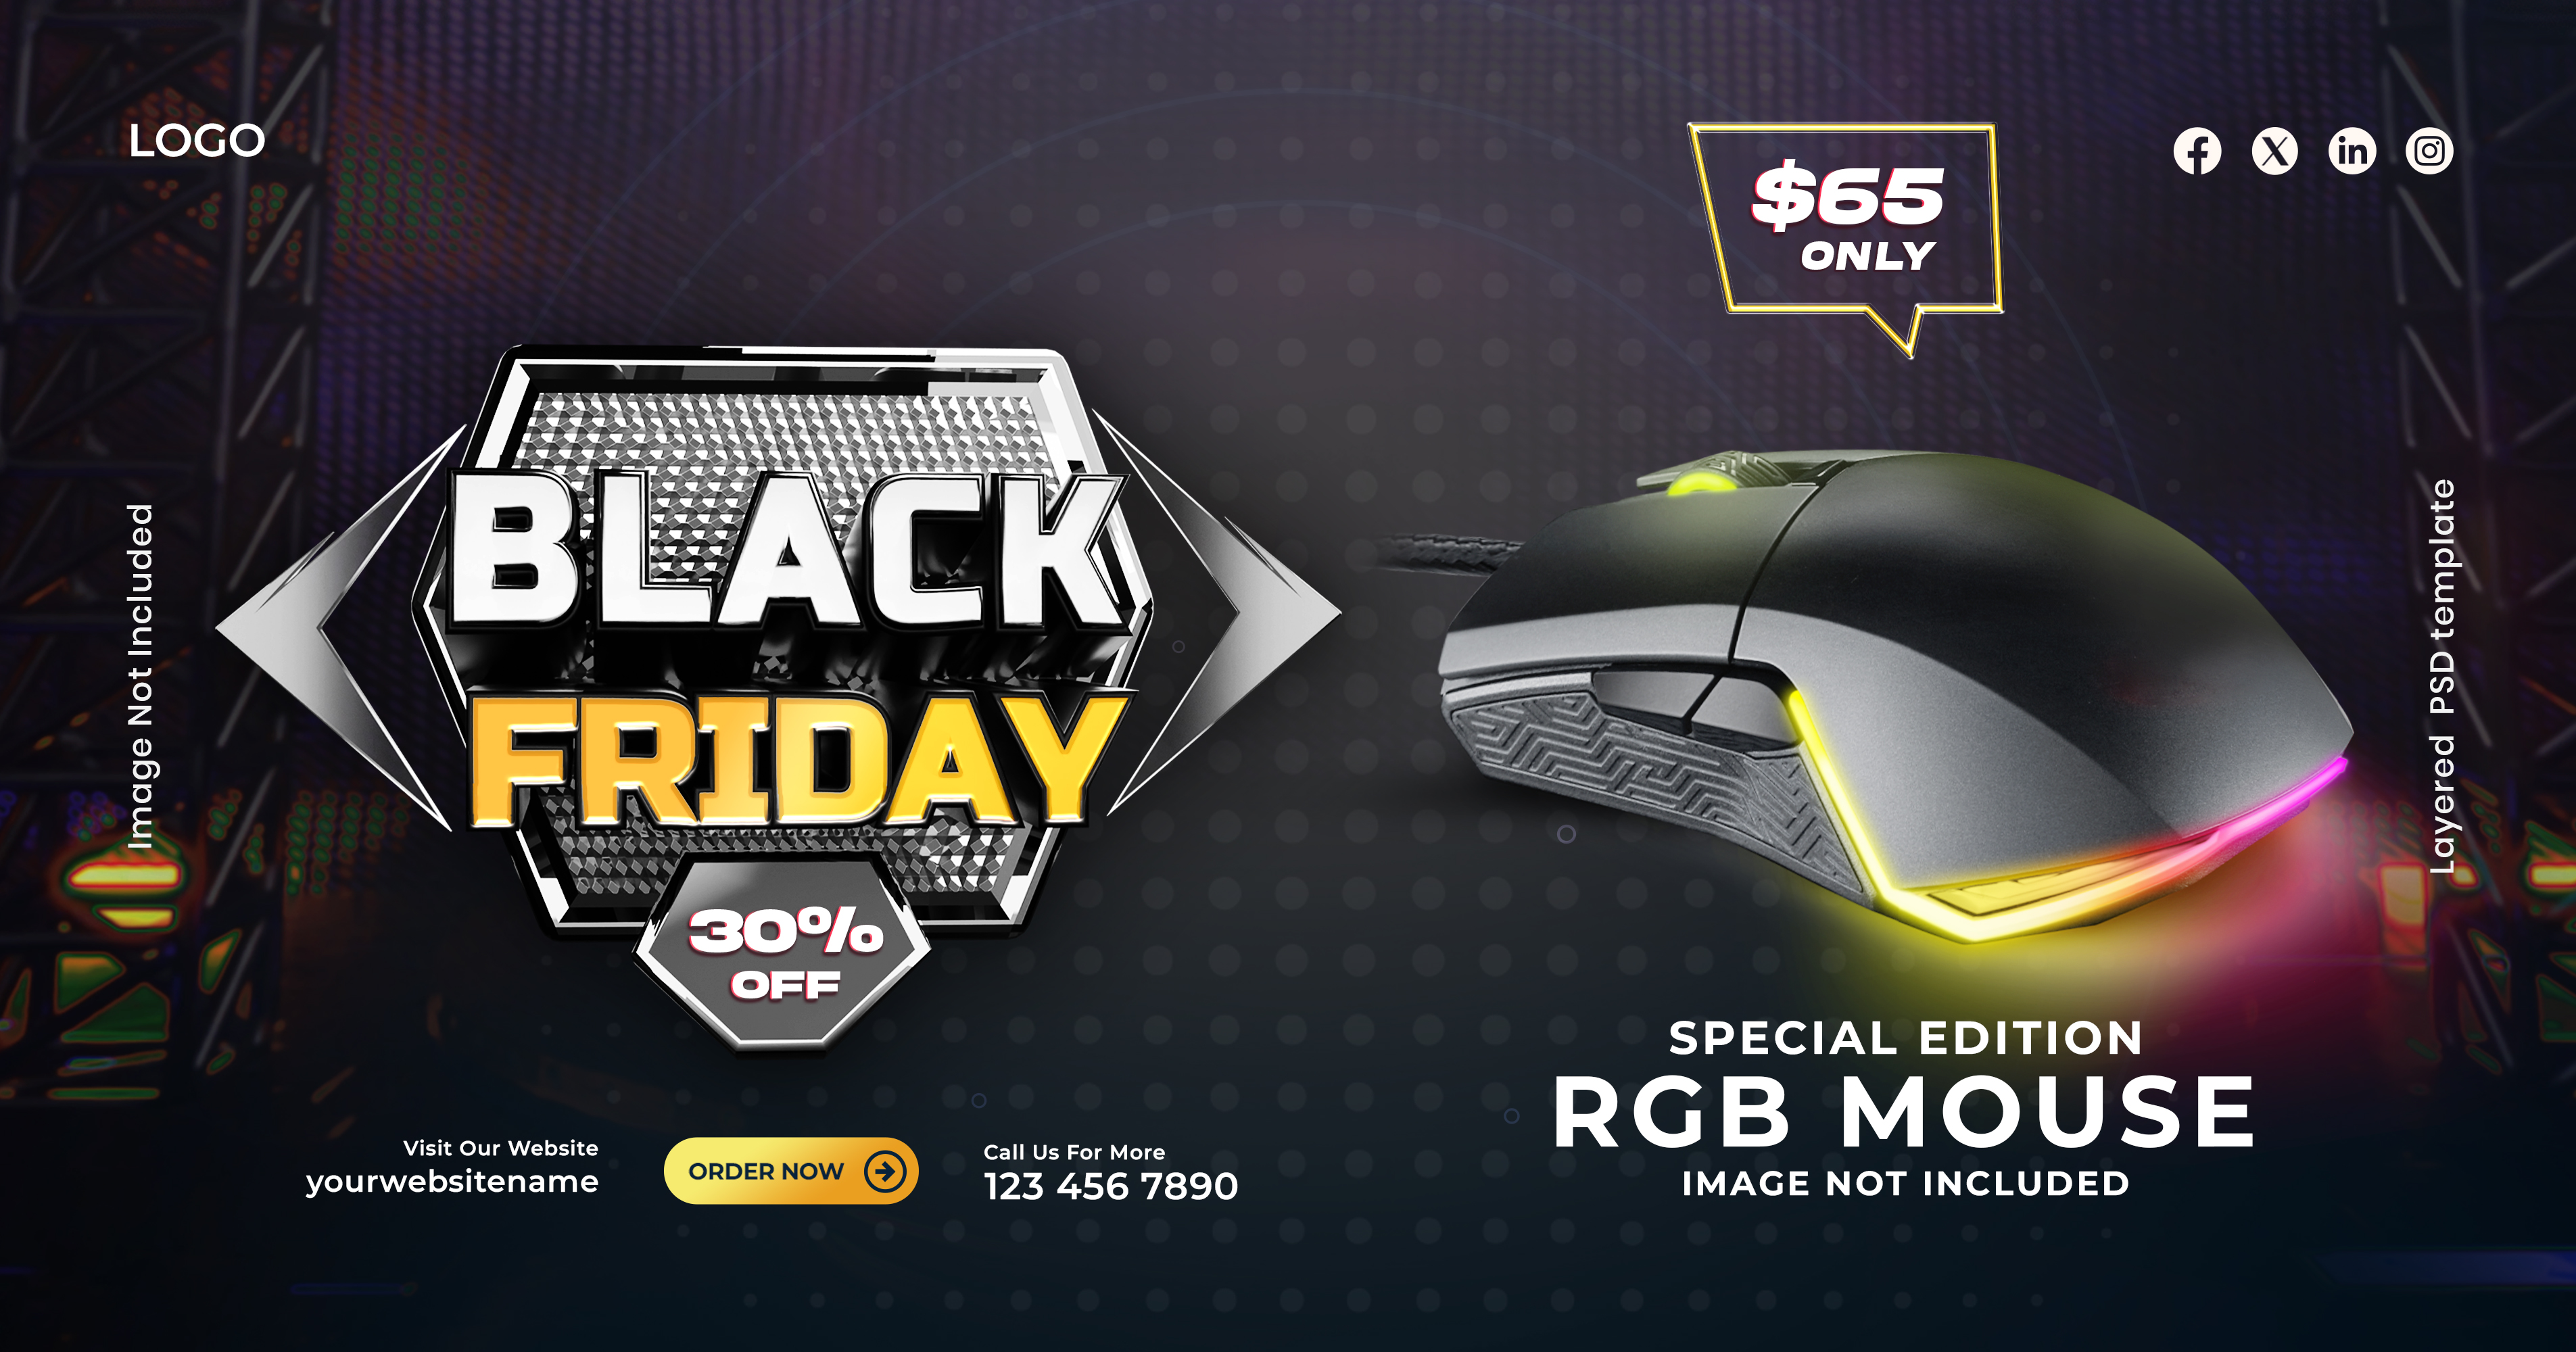 LOGO
$65
ONLY
BLACK
FRIDAY
30%
OFF
Image Not Included
Layered PSD template
SPECIAL EDITION
RGB MOUSE
IMAGE NOT INCLUDED
Visit Our Website
yourwebsitename
ORDER NOW
Call Us For More
123 456 7890